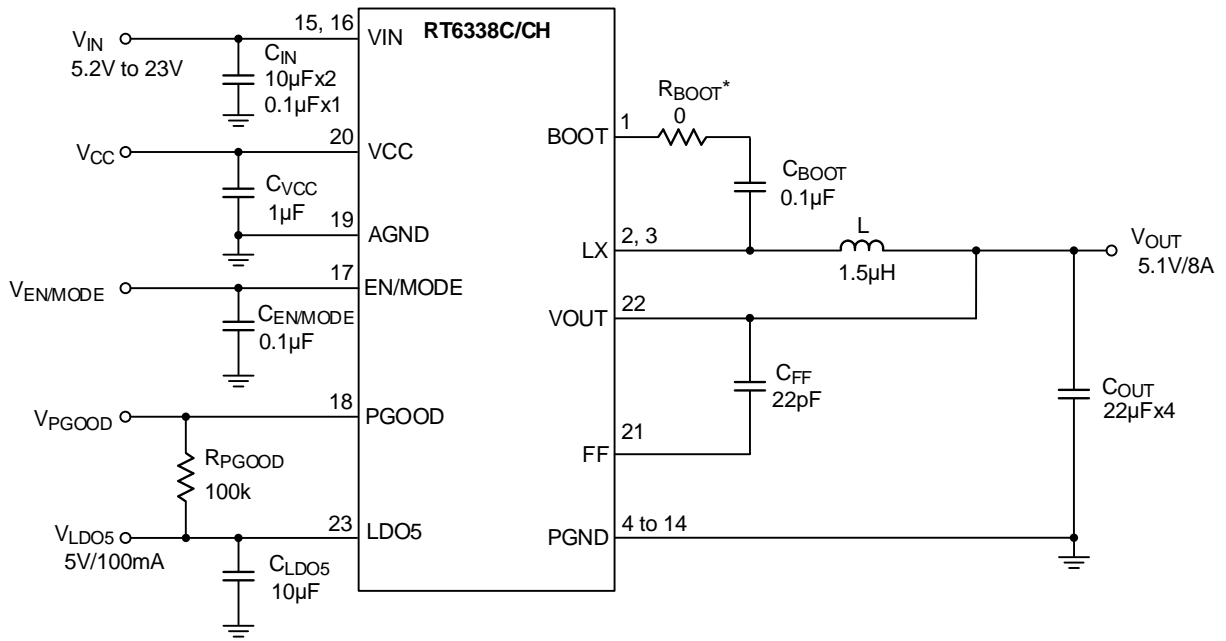 RT6338C/CH
VIN
5.2V to 23V
CIN
10µFx2
0.1µFx1
15, 16
VIN
VCC
CVCC
1µF
20
VCC
19
AGND
VEN/MODE
CEN/MODE
0.1µF
17
EN/MODE
VPGOOD
18
PGOOD
RPGOOD
100k
VLDO5
5V/100mA
23
LDO5
CLDO5
10µF
BOOT
1
RBOOT*
0
CBOOT
0.1µF
LX
2, 3
L
1.5µH
VOUT
5.1V/8A
VOUT
22
CFF
22pF
FF
21
COUT
22µFx4
PGND
4 to 14